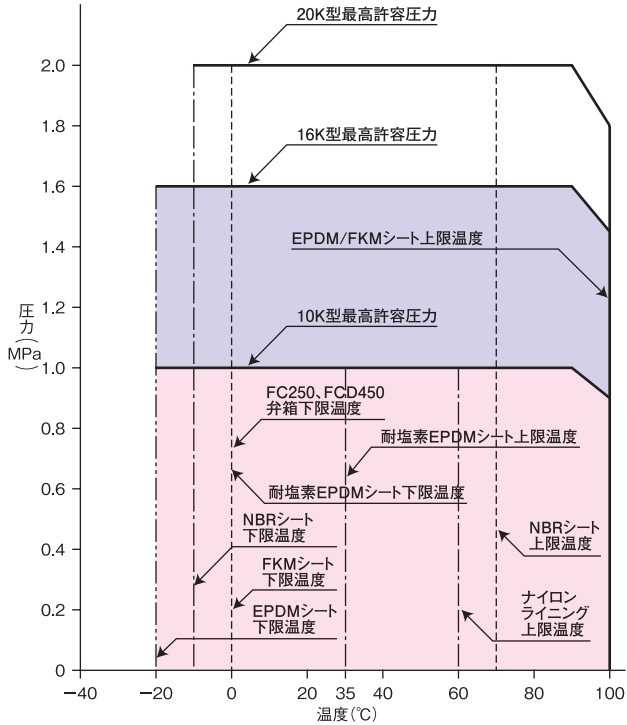 20K型最高許容圧力
2.0
1.8
16K型最高許容圧力
1.6
1.4
EPDM/FKMシート上限温度
1.2
圧力(MPa)
10K型最高許容圧力
1.0
FC250、FCD450
弁箱下限温度
0.8
耐塩素EPDMシート上限温度
0.6
耐塩素EPDMシート下限温度
NBRシート
下限温度
NBRシート
上限温度
0.4
FKMシート
下限温度
ナイロン
ライニング
上限温度
0.2
EPDMシート
下限温度
0
−40
−20
0
20
35
40
60
80
100
温度(℃)